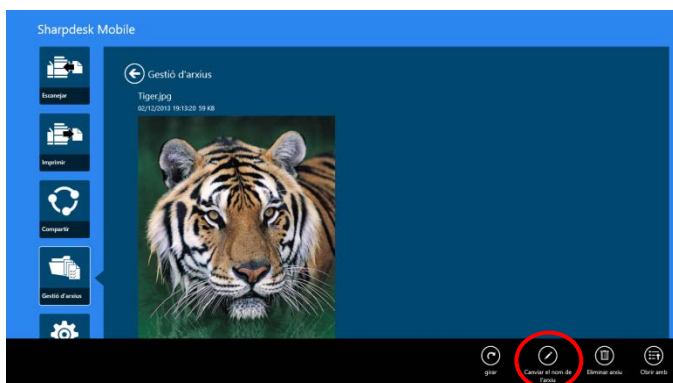 Sharpdesk Mobile
Escanejar
Imprimir
Compartir
Gestió d'arxius
Gestió d'arxius
Tiger.jpg
02/12/2013 19:13:20 59 KB
girar
Canviar el nom de
l'arxiu
Eliminar arxiu
Obrir amb